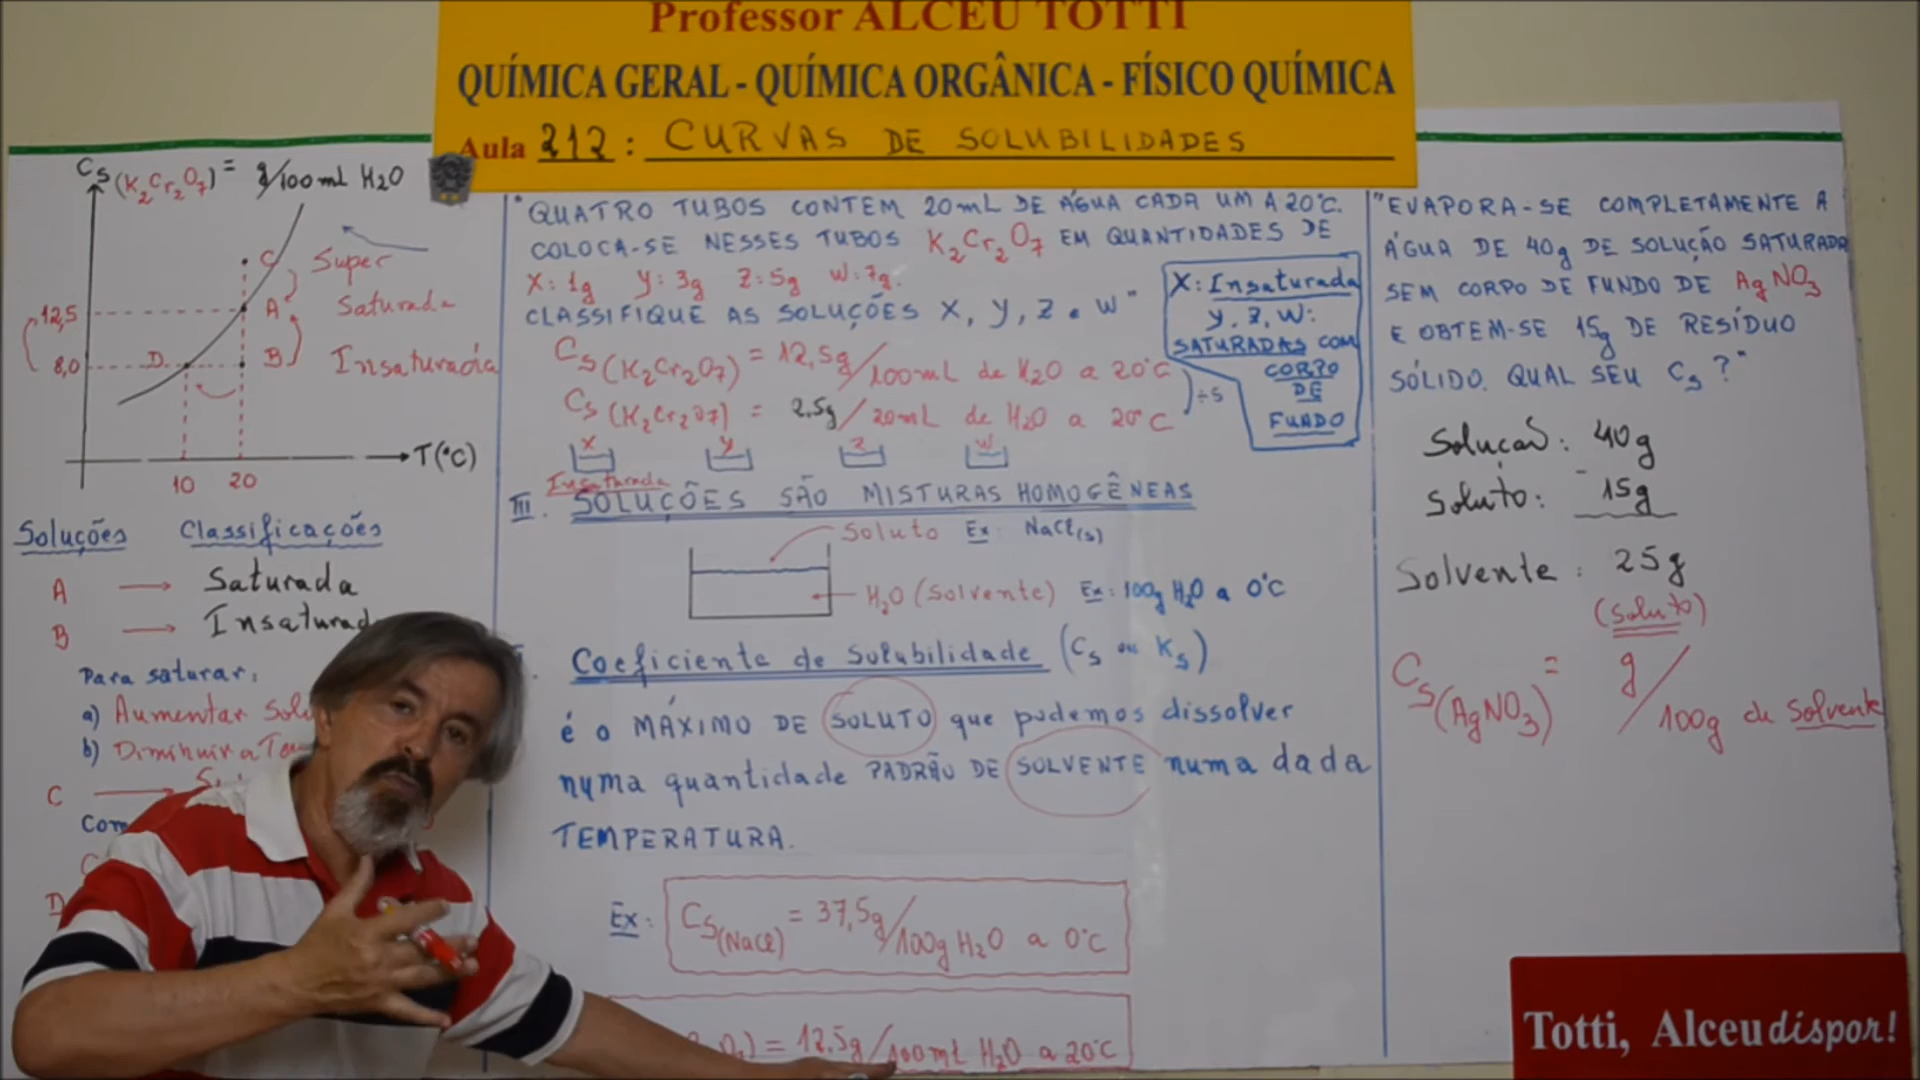 Professor ALCEU TOTTI
QUÍMICA GERAL - QUÍMICA ORGÂNICA - FÍSICO QUÍMICA
Aula 212: CURVAS DE SOLUBILIDADES
Cs(K2Cr2O7) = g/100ml H2O
C
Super
Saturada
12,5
A
8,0
D
B
Insaturada
T(°C)
10 20
Soluções Classificações
A → Saturada
B → Insaturad
Para saturar:
a) Aumentar Solu
b) Diminuir a Tem
C →
Com
D
"QUATRO TUBOS CONTEM 20mL DE ÁGUA CADA UM A 20°C.
COLOCA-SE NESSES TUBOS K2Cr2O7 EM QUANTIDADES DE
X: 1g Y: 3g Z: 5g W: 7g.
CLASSIFIQUE AS SOLUÇÕES X, Y, Z e W"
X: Insaturada
Y, Z, W:
SATURADAS COM
CORPO
DE
FUNDO
Cs(K2Cr2O7) = 12,5g/100mL de H2O a 20°C
÷5
Cs(K2Cr2O7) = 2,5g/20mL de H2O a 20°C
X Y Z W
Insaturada
III. SOLUÇÕES SÃO MISTURAS HOMOGÊNEAS
Soluto Ex: NaCl(s)
H2O (Solvente) Ex: 100g H2O a 0°C
Coeficiente de Solubilidade (Cs ou Ks)
é o MÁXIMO DE SOLUTO que podemos dissolver
numa quantidade PADRÃO DE SOLVENTE numa dada
TEMPERATURA.
Ex: Cs(NaCl) = 37,5g/100g H2O a 0°C
O7) = 12,5g/100ml H2O a 20°C
"EVAPORA-SE COMPLETAMENTE A
ÁGUA DE 40g DE SOLUÇÃO SATURADA
SEM CORPO DE FUNDO DE AgNO3
E OBTEM-SE 15g DE RESÍDUO
SÓLIDO. QUAL SEU Cs?"
Solução: 40g
Soluto: - 15g
Solvente: 25g
(Soluto)
Cs(AgNO3) = g/100g de Solvente
Totti, Alceu dispor!